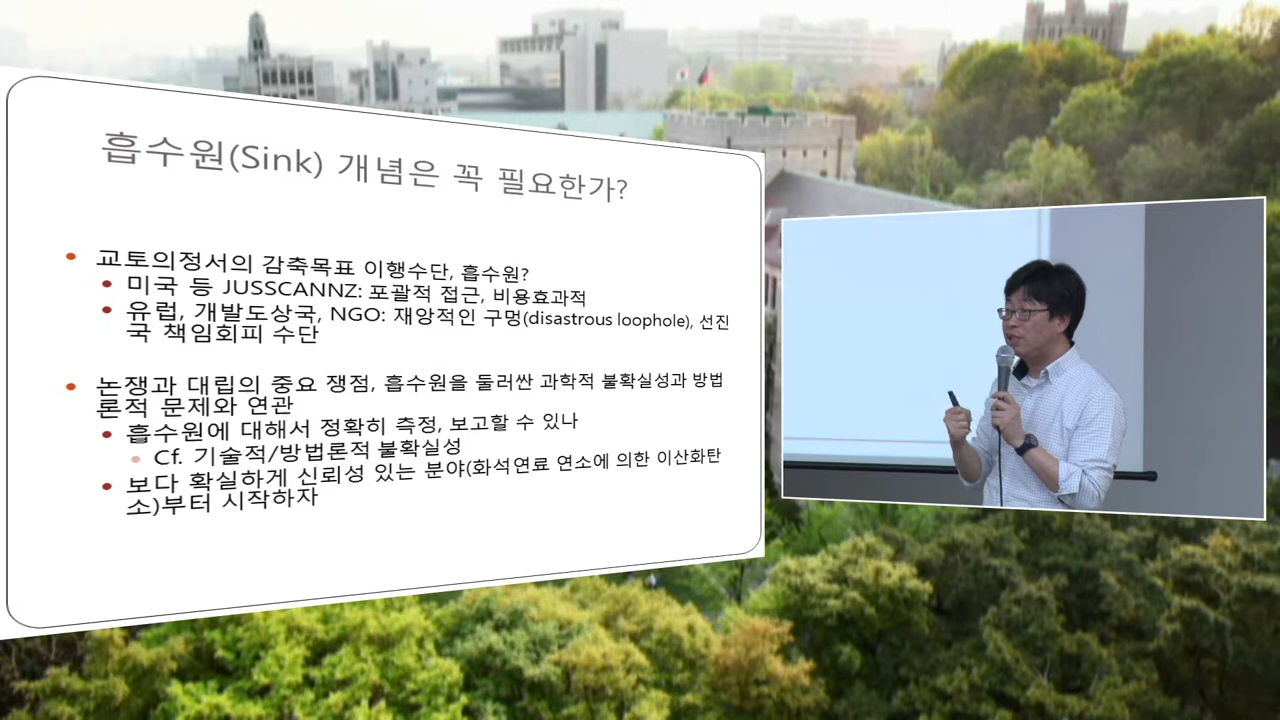 흡수원(Sink) 개념은 꼭 필요한가?
교토의정서의 감축목표 이행수단, 흡수원?
미국 등 JUSSCANNZ: 포괄적 접근, 비용효과적
유럽, 개발도상국, NGO: 재앙적인 구멍(disastrous loophole), 선진
국 책임회피 수단
논쟁과 대립의 중요 쟁점, 흡수원을 둘러싼 과학적 불확실성과 방법
론적 문제와 연관
흡수원에 대해서 정확히 측정, 보고할 수 있나
Cf. 기술적/방법론적 불확실성
보다 확실하게 신뢰성 있는 분야(화석연료 연소에 의한 이산화탄
소)부터 시작하자